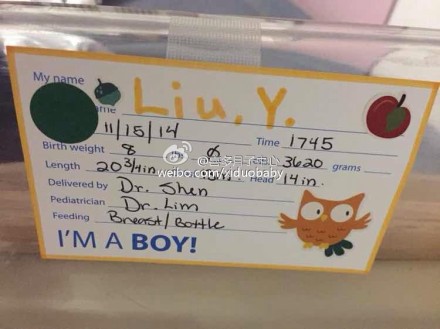 My name
Liu, Y.
11/15/14 Time 1745
Birth weight 8 0 3620 grams
Length 20 3/4 in. Head 14 in.
weibo.com/yiduobaby
Delivered by Dr. Shen
Pediatrician Dr. Lim
Feeding Breast/Bottle
I'M A BOY!